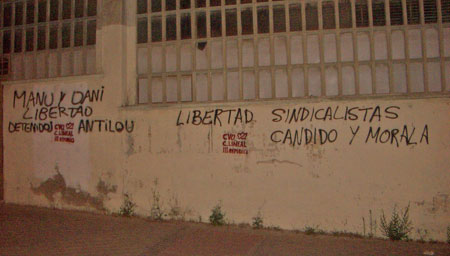 MANU Y DANI
LIBERTAD
DETENIDOS ANTILOU
LIBERTAD SINDICALISTAS
CANDIDO Y MORALA